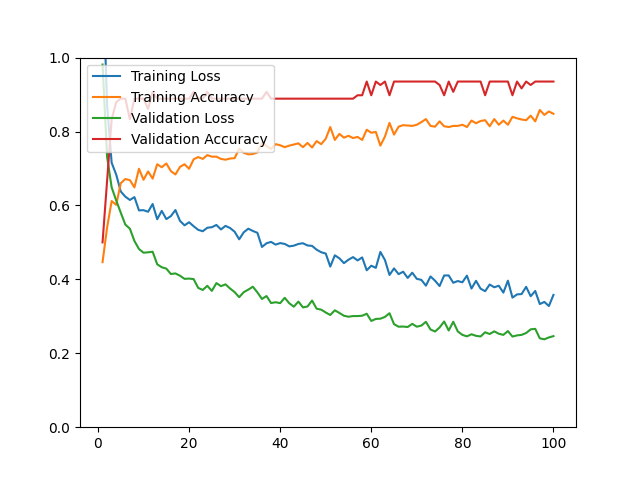 Training Loss
Training Accuracy
Validation Loss
Validation Accuracy
1.0
0.8
0.6
0.4
0.2
0.0
0 20 40 60 80 100